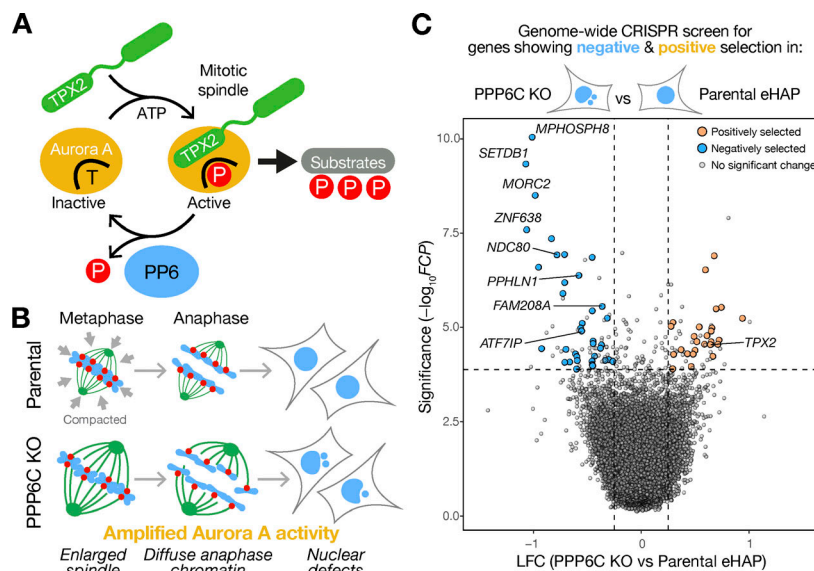 A
TPX2
Mitotic
spindle
ATP
TPX2
Aurora A
T
P
Substrates
P P P
Inactive
Active
P
PP6
B
Metaphase
Anaphase
Parental
Compacted
PPP6C KO
Amplified Aurora A activity
Enlarged
Diffuse anaphase
Nuclear
spindle
chromatin
defects
C
Genome-wide CRISPR screen for
genes showing negative & positive selection in:
PPP6C KO
vs
Parental eHAP
Positively selected
Negatively selected
No significant change
MPHOSPH8
SETDB1
MORC2
ZNF638
NDC80
PPHLN1
FAM208A
ATF7IP
TPX2
Significance (−log10FCP)
10.0
7.5
5.0
2.5
0.0
−1
0
1
LFC (PPP6C KO vs Parental eHAP)